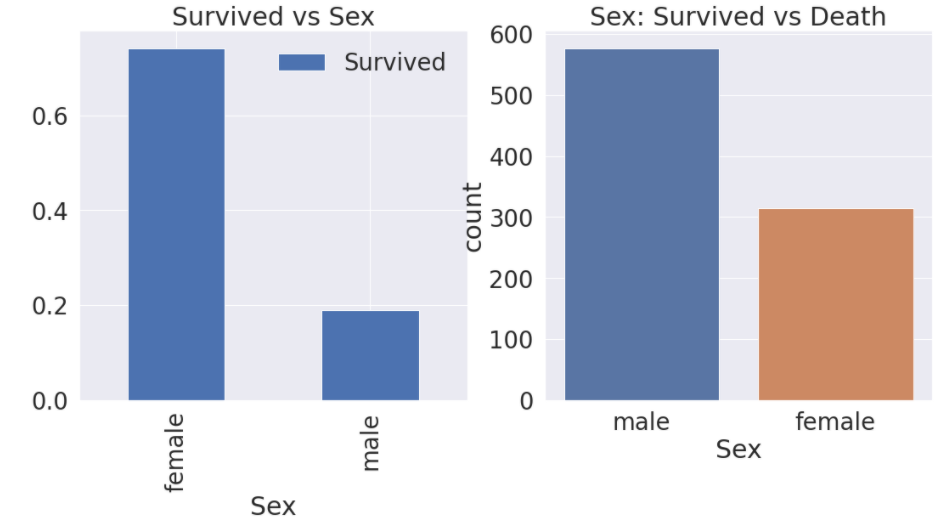 Survived vs Sex
Survived
0.6
0.4
0.2
0.0
female
male
Sex
Sex: Survived vs Death
600
500
400
300
200
100
0
count
male
female
Sex